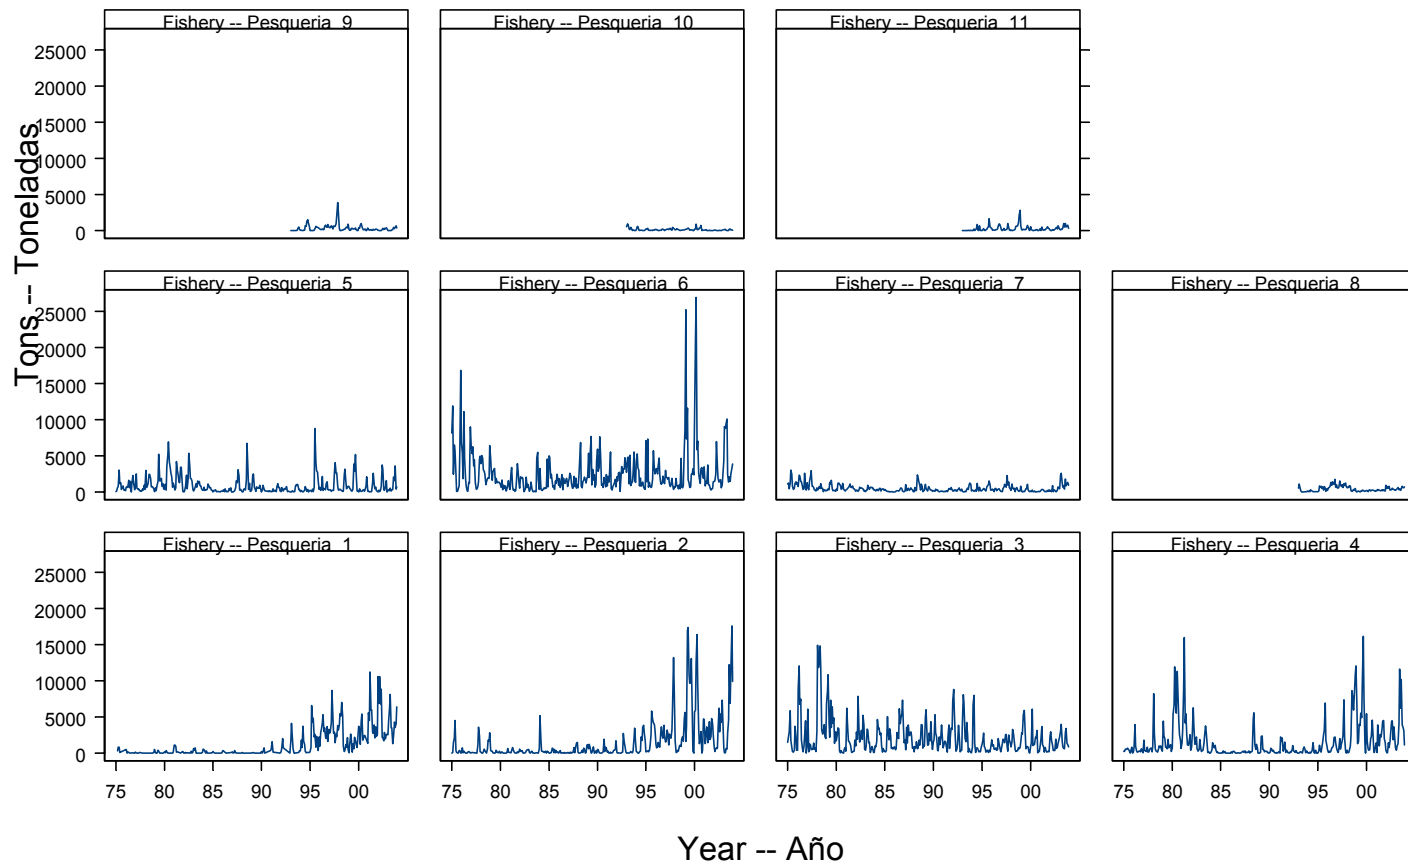 Fishery -- Pesqueria 9
Fishery -- Pesqueria 10
Fishery -- Pesqueria 11
25000
20000
15000
10000
5000
0
Tons -- Toneladas
Fishery -- Pesqueria 5
Fishery -- Pesqueria 6
Fishery -- Pesqueria 7
Fishery -- Pesqueria 8
25000
20000
15000
10000
5000
0
Fishery -- Pesqueria 1
Fishery -- Pesqueria 2
Fishery -- Pesqueria 3
Fishery -- Pesqueria 4
25000
20000
15000
10000
5000
0
75 80 85 90 95 00
75 80 85 90 95 00
75 80 85 90 95 00
75 80 85 90 95 00
Year -- Año